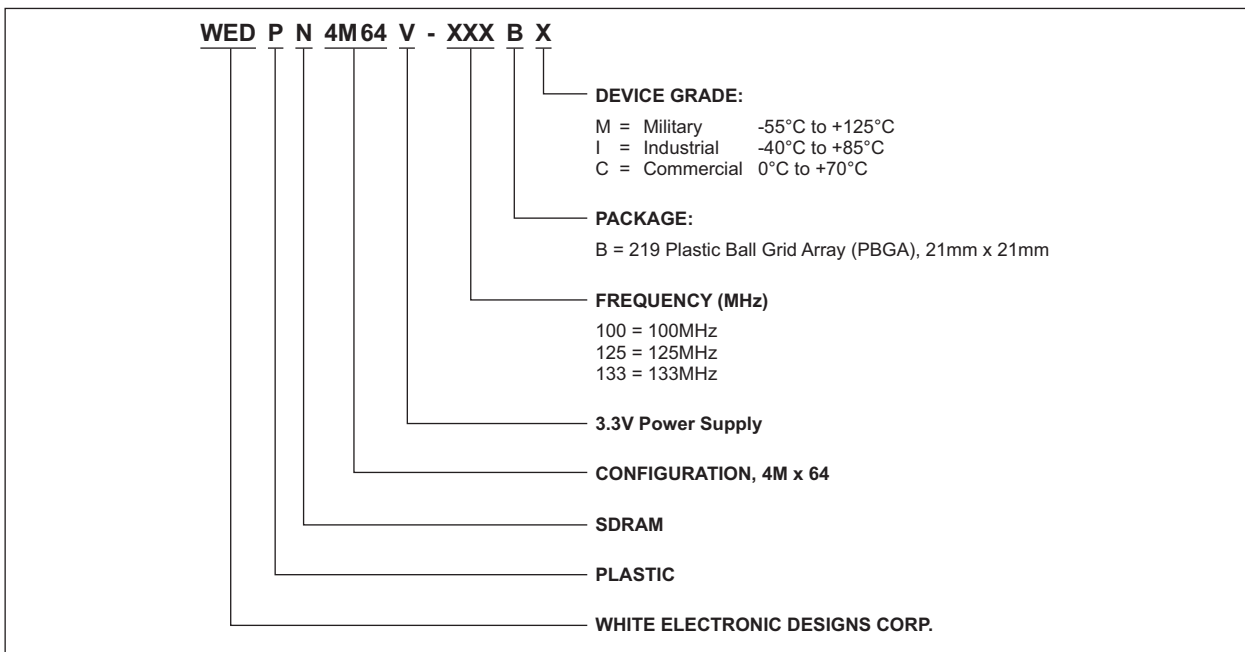 WED P N 4M64 V - XXX B X
DEVICE GRADE:
M = Military -55°C to +125°C
I = Industrial -40°C to +85°C
C = Commercial 0°C to +70°C
PACKAGE:
B = 219 Plastic Ball Grid Array (PBGA), 21mm x 21mm
FREQUENCY (MHz)
100 = 100MHz
125 = 125MHz
133 = 133MHz
3.3V Power Supply
CONFIGURATION, 4M x 64
SDRAM
PLASTIC
WHITE ELECTRONIC DESIGNS CORP.